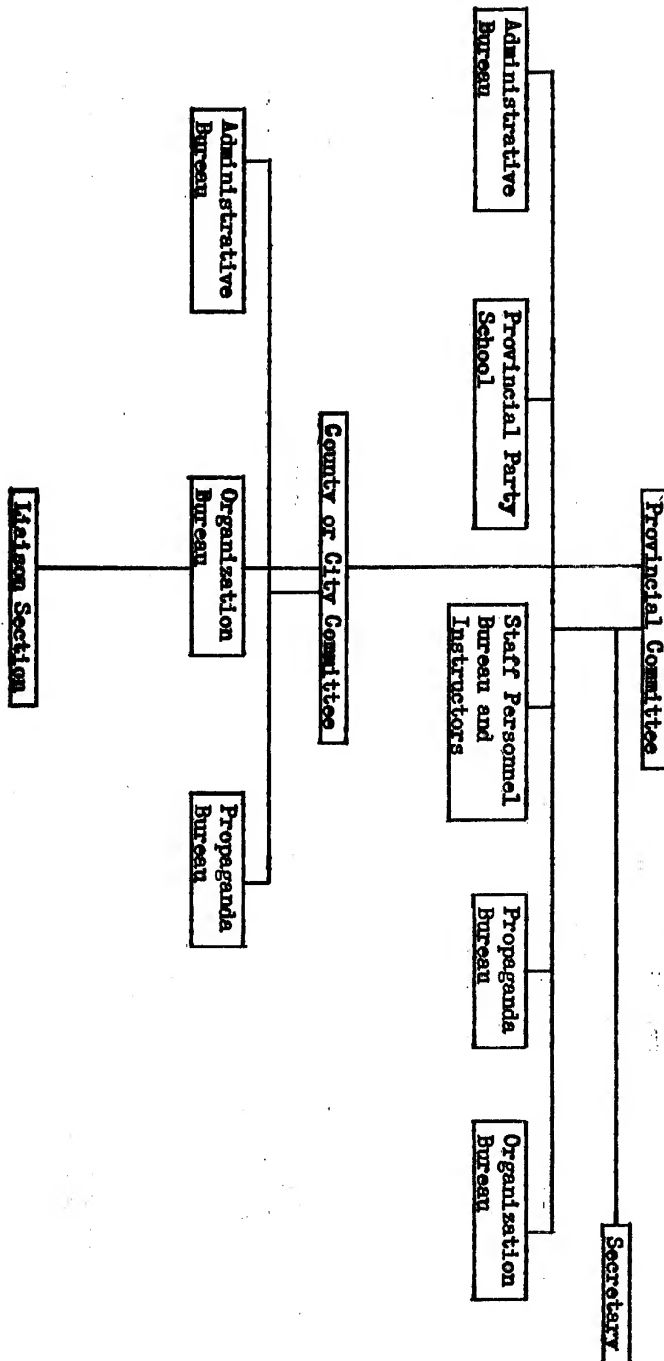 Provincial Committee
Secretary
Administrative
Bureau
Provincial Party
School
Staff Personnel
Bureau and
Instructors
Propaganda
Bureau
Organization
Bureau
County or City Committee
Administrative
Bureau
Organization
Bureau
Propaganda
Bureau
Liaison Section